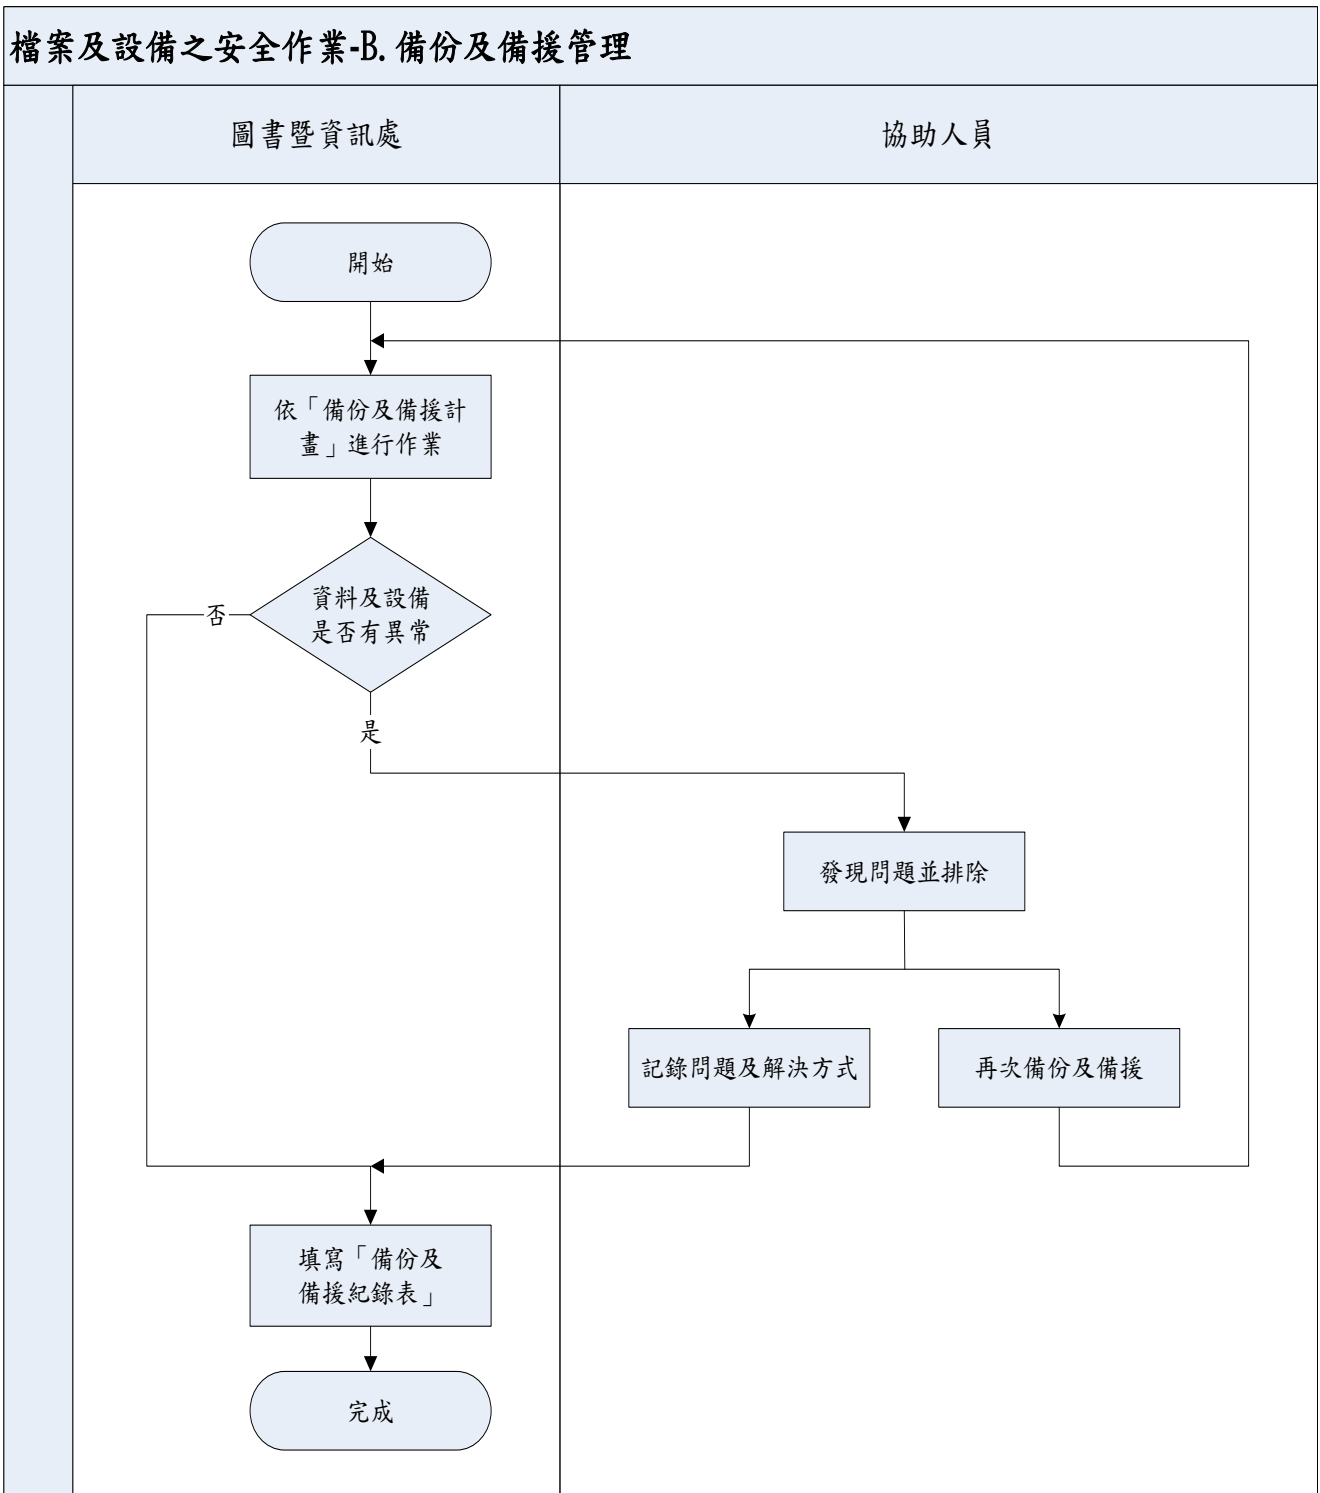 檔案及設備之安全作業-B.備份及備援管理
圖書暨資訊處
協助人員
開始
依「備份及備援計
畫」進行作業
資料及設備
是否有異常
否
是
發現問題並排除
記錄問題及解決方式
再次備份及備援
填寫「備份及
備援紀錄表」
完成